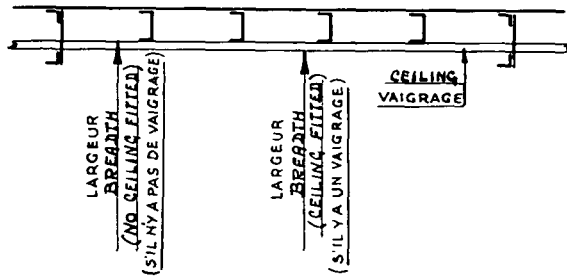 LARGEUR
BREADTH
(NO CEILING FITTED)
(S'IL N'Y A PAS DE VAIGRAGE)
LARGEUR
BREADTH
(CEILING FITTED)
(S'IL Y A UN VAIGRAGE)
CEILING
VAIGRAGE